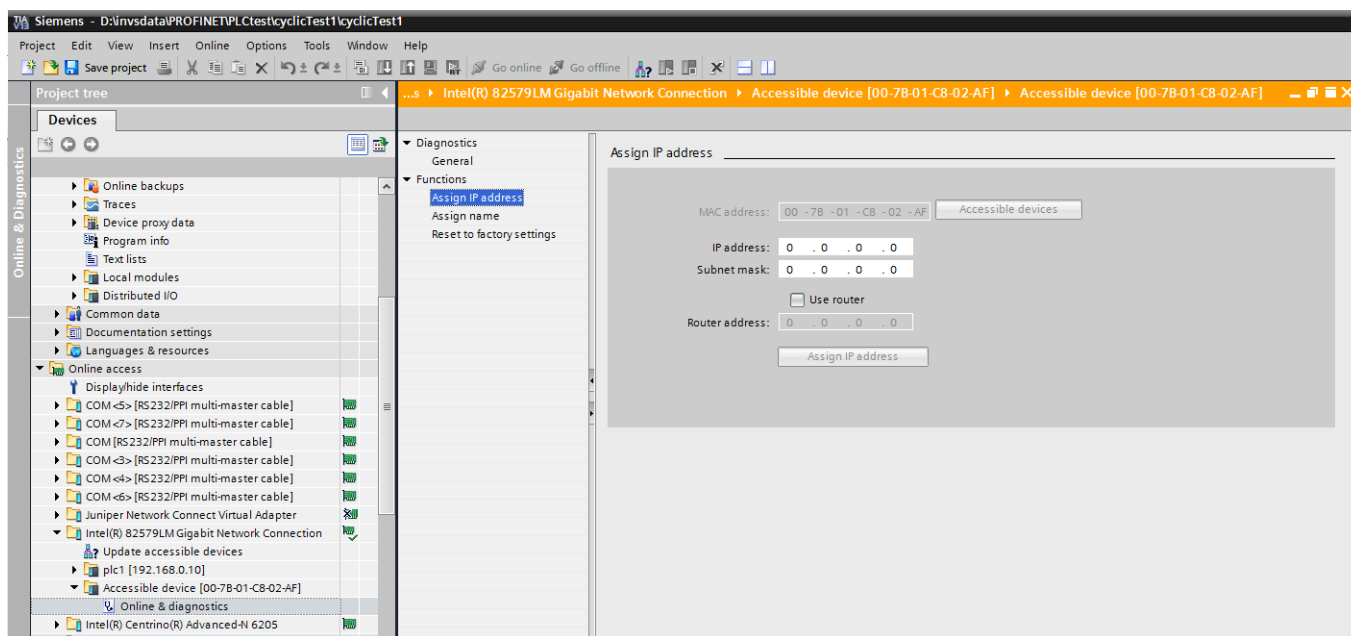 Siemens - D:\invsdata\PROFINET\PLCtest\cyclicTest1\cyclicTest1
Project Edit View Insert Online Options Tools Window Help
Save project Go online Go offline
Project tree
...s Intel(R) 82579LM Gigabit Network Connection Accessible device [00-7B-01-C8-02-AF] Accessible device [00-7B-01-C8-02-AF]
Devices
Online & Diagnostics
Online backups
Traces
Device proxy data
Program info
Text lists
Local modules
Distributed I/O
Common data
Documentation settings
Languages & resources
Online access
Display/hide interfaces
COM <5> [RS232/PPI multi-master cable]
COM <7> [RS232/PPI multi-master cable]
COM [RS232/PPI multi-master cable]
COM <3> [RS232/PPI multi-master cable]
COM <4> [RS232/PPI multi-master cable]
COM <6> [RS232/PPI multi-master cable]
Juniper Network Connect Virtual Adapter
Intel(R) 82579LM Gigabit Network Connection
Update accessible devices
plc1 [192.168.0.10]
Accessible device [00-7B-01-C8-02-AF]
Online & diagnostics
Intel(R) Centrino(R) Advanced-N 6205
Diagnostics
General
Functions
Assign IP address
Assign name
Reset to factory settings
Assign IP address
MAC address: 00 -7B -01 -C8 -02 -AF Accessible devices
IP address: 0 . 0 . 0 . 0
Subnet mask: 0 . 0 . 0 . 0
Use router
Router address: 0 . 0 . 0 . 0
Assign IP address